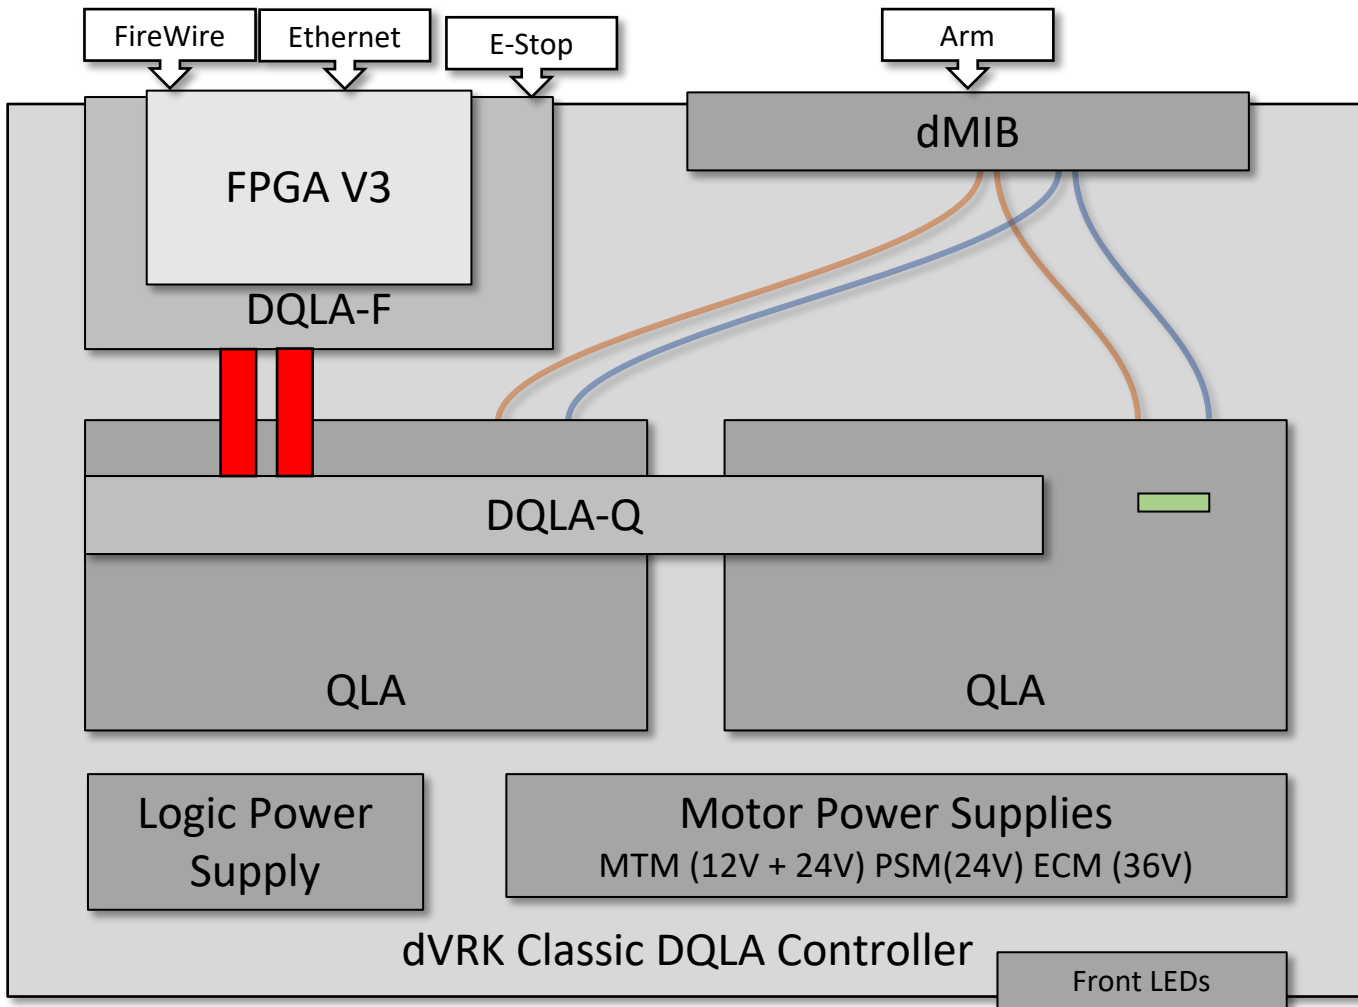 FireWire
Ethernet
E-Stop
Arm
dMIB
FPGA V3
DQLA-F
DQLA-Q
QLA
QLA
Logic Power
Supply
Motor Power Supplies
MTM (12V + 24V) PSM(24V) ECM (36V)
dVRK Classic DQLA Controller
Front LEDs